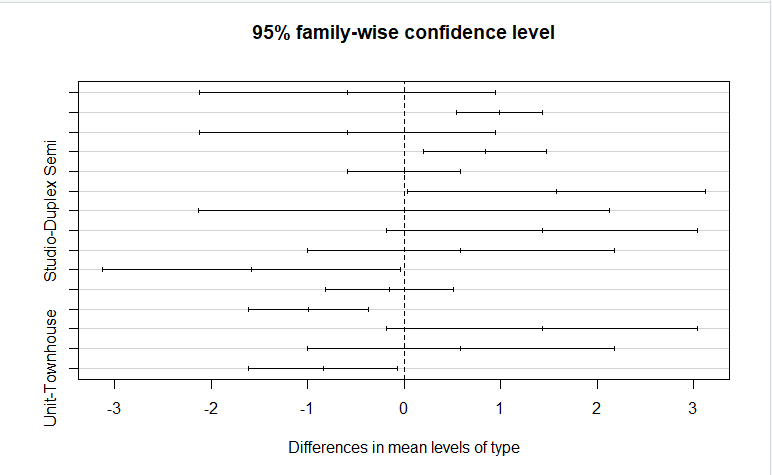 95% family-wise confidence level
Studio-Duplex Semi
Unit-Townhouse
-3 -2 -1 0 1 2 3
Differences in mean levels of type